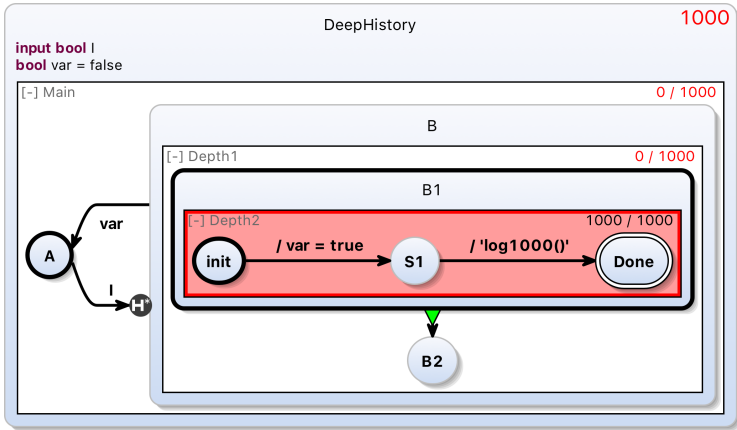 DeepHistory
1000
input bool I
bool var = false
[-] Main
0 / 1000
B
[-] Depth1
0 / 1000
B1
[-] Depth2
1000 / 1000
init
/ var = true
S1
/ 'log1000()'
Done
var
A
I
H*
B2